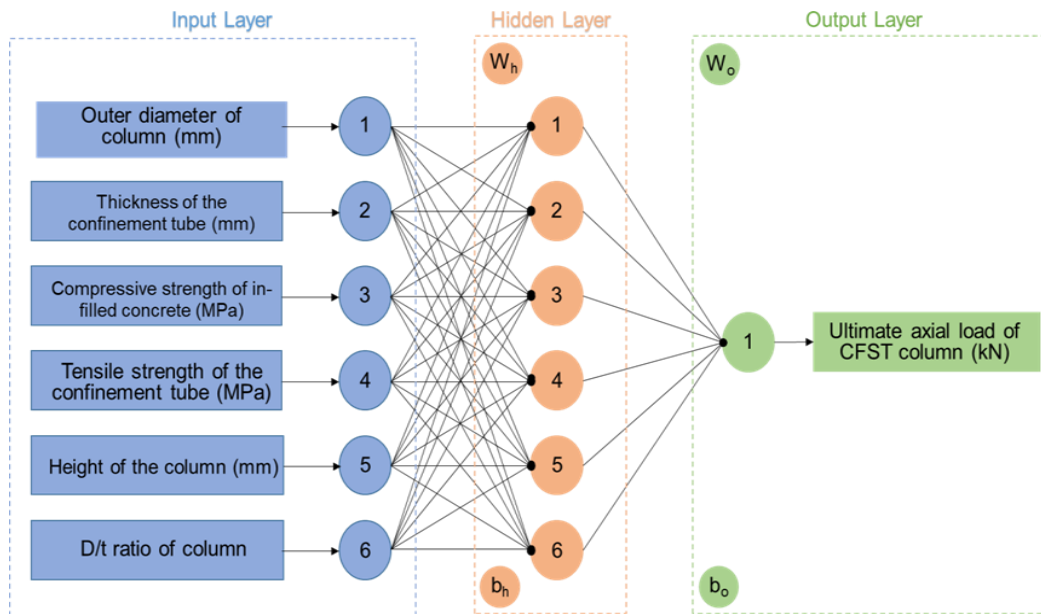 Input Layer
Hidden Layer
Output Layer
Wh
Wo
Outer diameter of
column (mm)
1
1
Thickness of the
confinement tube (mm)
2
2
Compressive strength of in-
filled concrete (MPa)
3
3
1
Ultimate axial load of
CFST column (kN)
Tensile strength of the
confinement tube (MPa)
4
4
Height of the column (mm)
5
5
D/t ratio of column
6
6
bh
bo